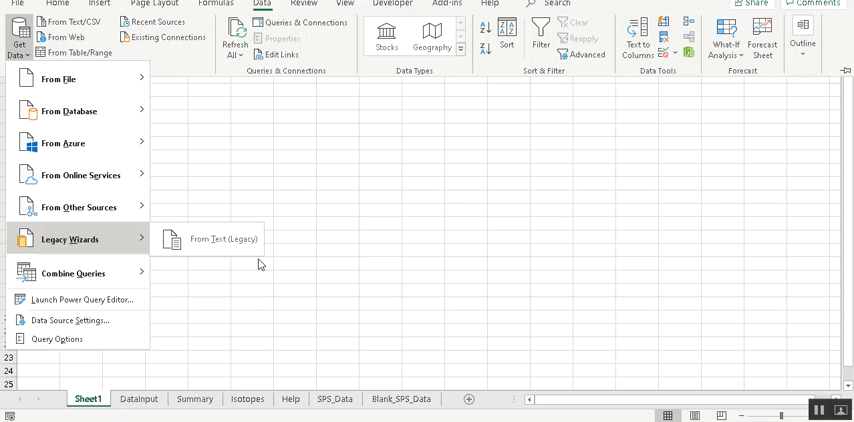 File Home Insert Page Layout Formulas Data Review View Developer Add-ins Help Search Share Comments
Get Data
From Text/CSV
From Web
From Table/Range
Recent Sources
Existing Connections
Refresh All
Queries & Connections
Properties
Edit Links
Queries & Connections
Stocks
Geography
Data Types
Sort
Filter
Clear
Reapply
Advanced
Sort & Filter
Text to Columns
Data Tools
What-If Analysis
Forecast Sheet
Forecast
Outline
From File
From Database
From Azure
From Online Services
From Other Sources
Legacy Wizards
From Text (Legacy)
Combine Queries
Launch Power Query Editor...
Data Source Settings...
Query Options
23
24
25
Sheet1 DataInput Summary Isotopes Help SPS_Data Blank_SPS_Data